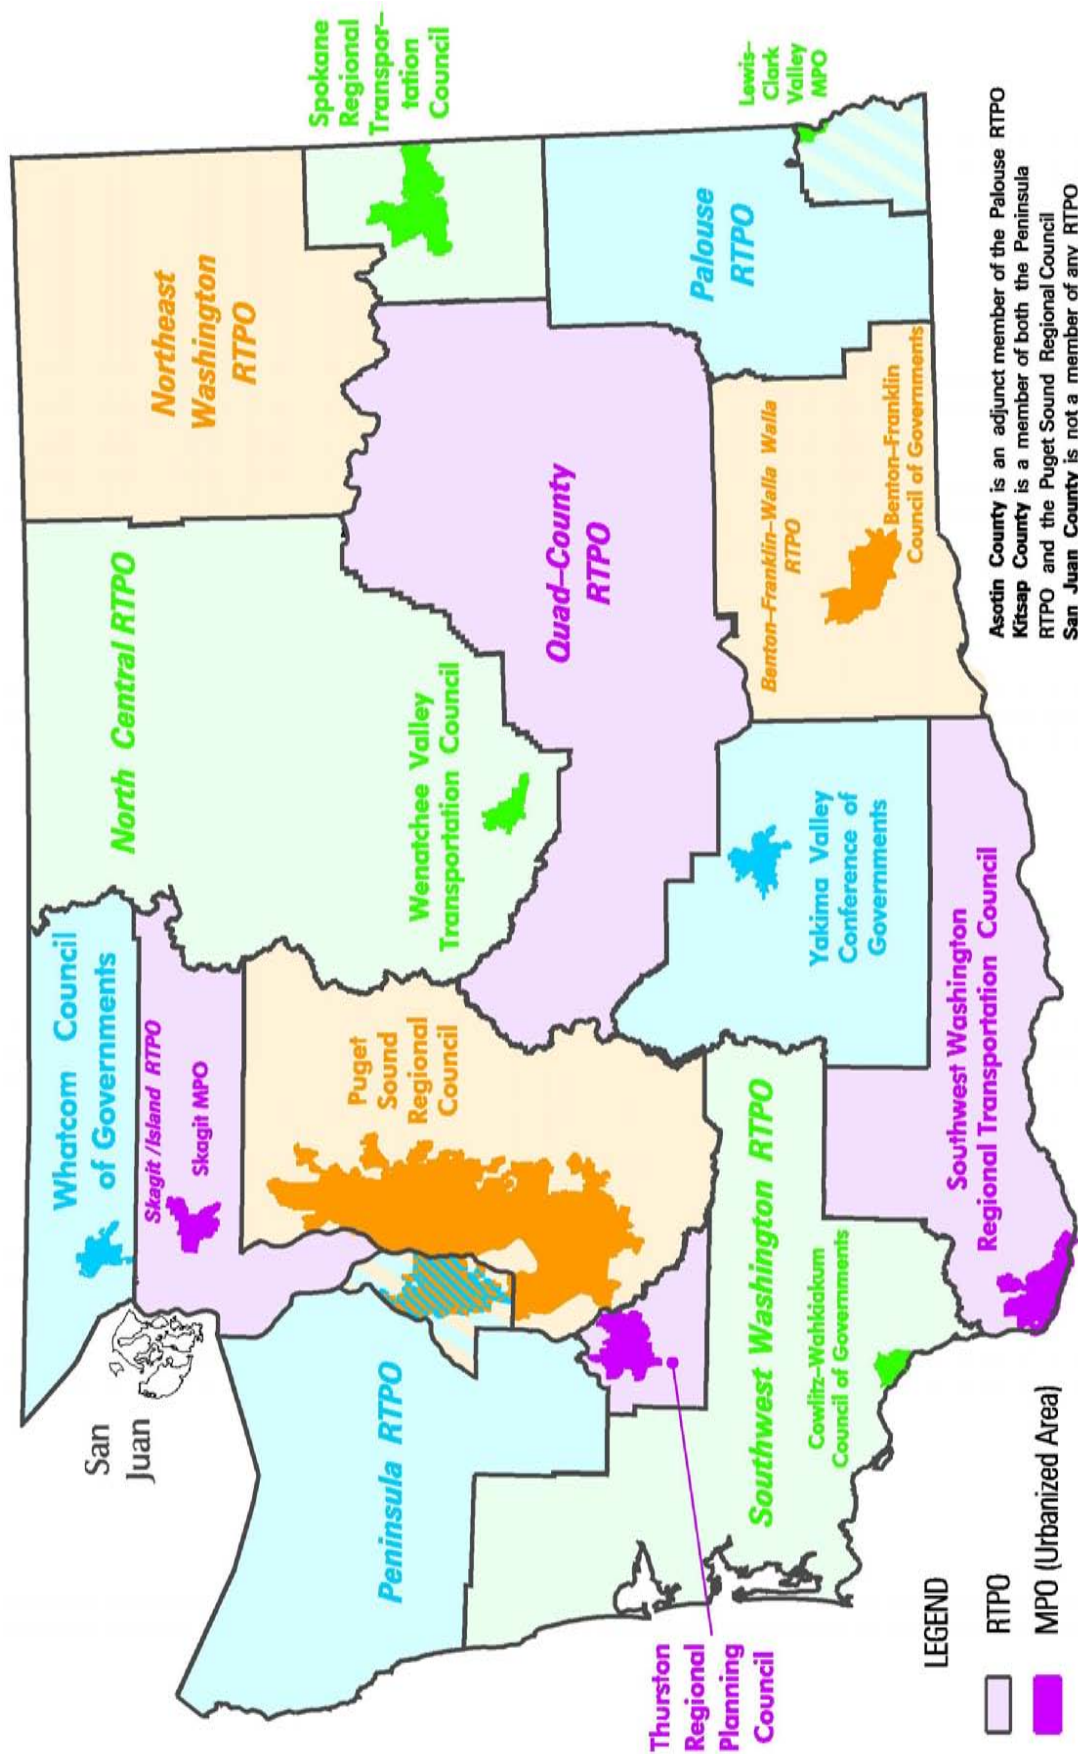 Whatcom Council
of Governments
San
Juan
Skagit/Island RTPO
Skagit MPO
North Central RTPO
Northeast
Washington
RTPO
Spokane
Regional
Transpor-
tation
Council
Peninsula RTPO
Puget
Sound
Regional
Council
Wenatchee Valley
Transportation Council
Quad-County
RTPO
Palouse
RTPO
Lewis-
Clark
Valley
MPO
Thurston
Regional
Planning
Council
Southwest Washington RTPO
Cowlitz-Wahkiakum
Council of Governments
Yakima Valley
Conference of
Governments
Benton-Franklin-Walla Walla
RTPO
Benton-Franklin
Council of Governments
Southwest Washington
Regional Transportation Council
LEGEND
RTPO
MPO (Urbanized Area)
Asotin County is an adjunct member of the Palouse RTPO
Kitsap County is a member of both the Peninsula
RTPO and the Puget Sound Regional Council
San Juan County is not a member of any RTPO